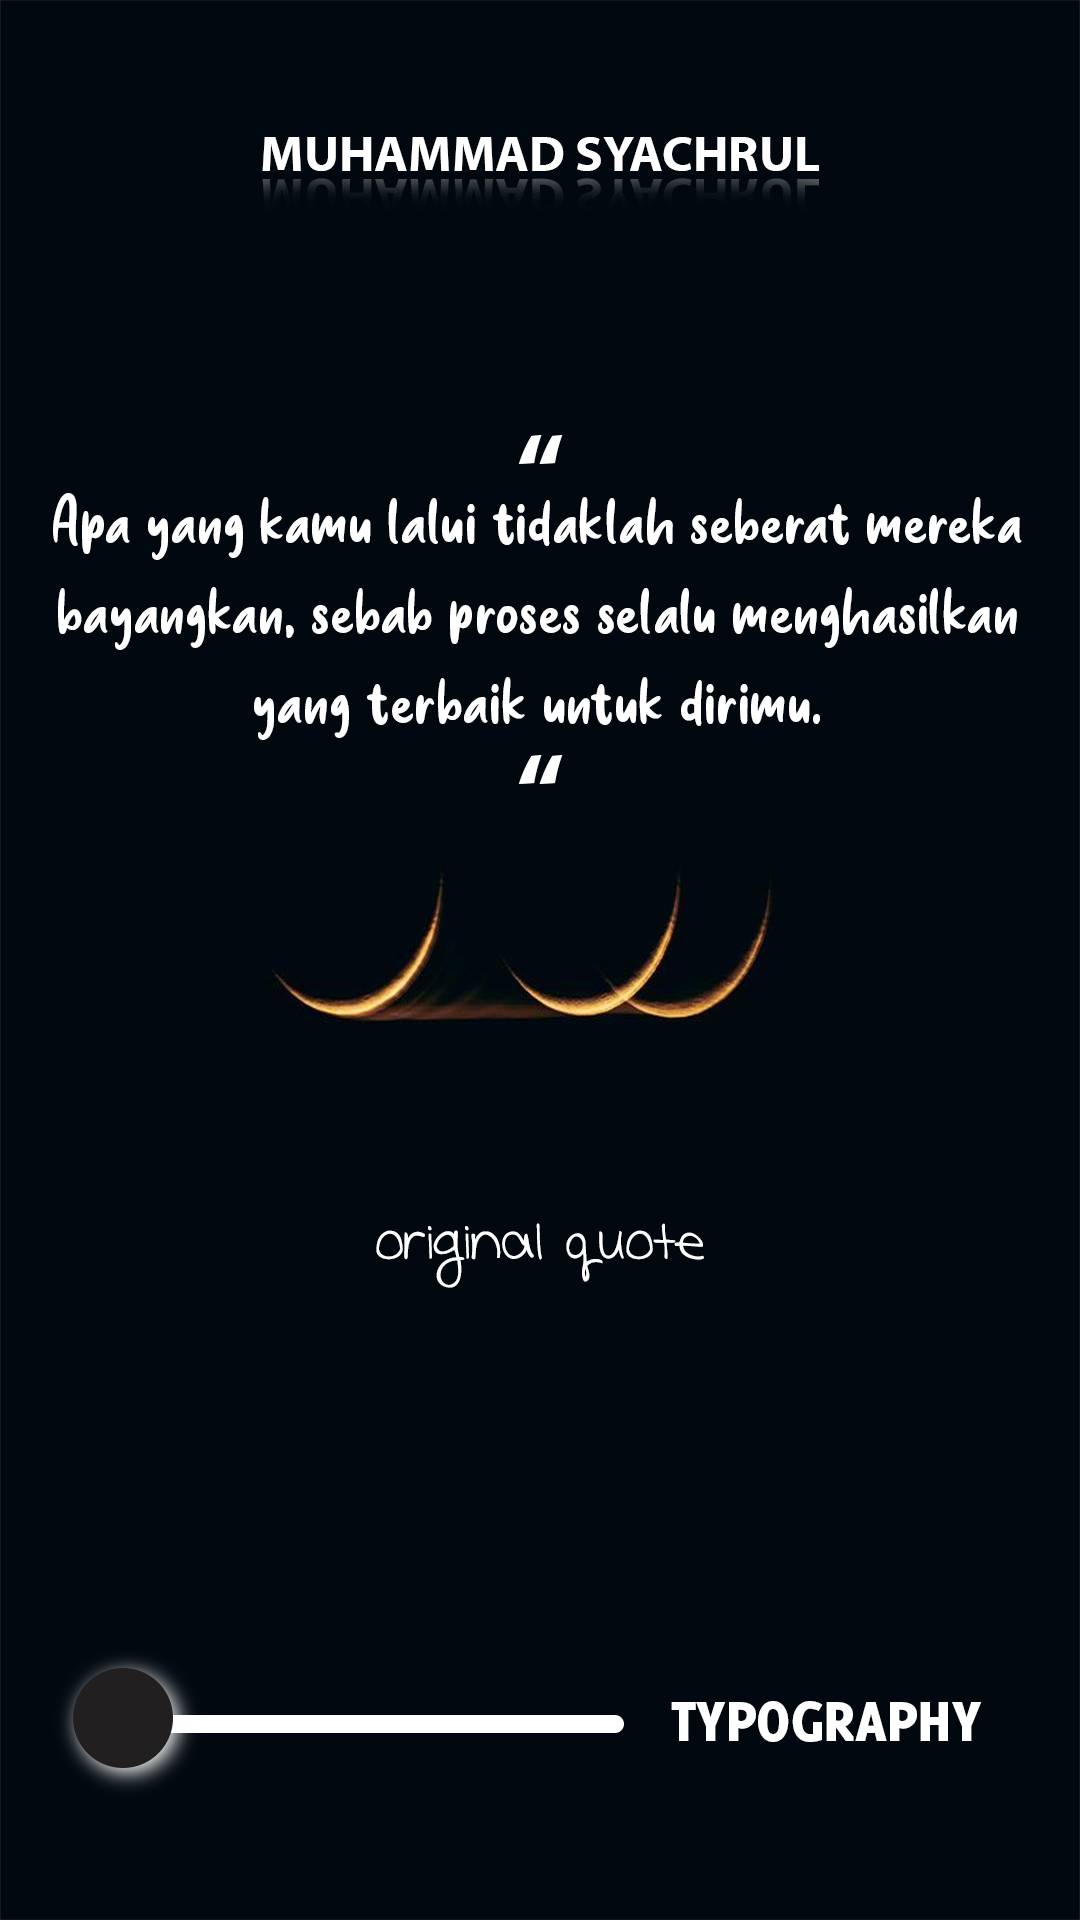 MUHAMMAD SYACHRUL
“
Apa yang kamu lalui tidaklah seberat mereka
bayangkan, sebab proses selalu menghasilkan
yang terbaik untuk dirimu.
“
original quote
TYPOGRAPHY